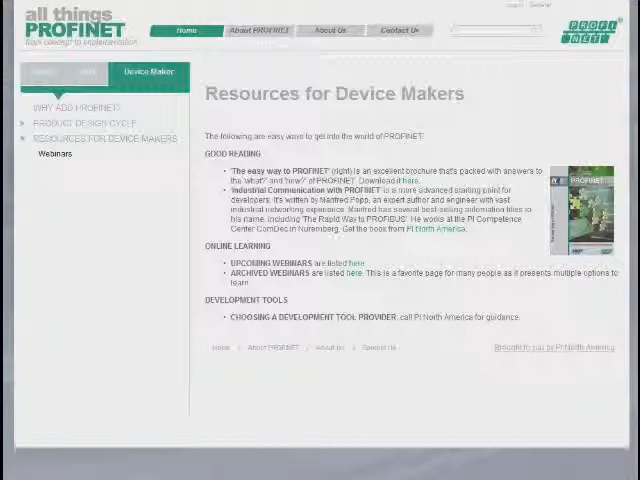 all things
PROFINET
from concept to implementation
Home
About PROFINET
About Us
Contact Us
PROFI
NET
Device Maker
WHY ADD PROFINET?
PRODUCT DESIGN CYCLE
RESOURCES FOR DEVICE MAKERS
Webinars
Resources for Device Makers
The following are easy ways to get into the world of PROFINET:
GOOD READING
'The easy way to PROFINET' (right) is an excellent brochure that's packed with answers to
the 'what?' and 'how?' of PROFINET. Download it here.
'Industrial Communication with PROFINET' is a more advanced starting point for
developers. It's written by Manfred Popp, an expert author and engineer with vast
industrial networking experience. Manfred has several best-selling automation titles to
his name, including 'The Rapid Way to PROFIBUS'. He works at the PI Competence
Center ComDec in Nuremberg. Get the book from PI North America.
PROFINET
ONLINE LEARNING
UPCOMING WEBINARS are listed here.
ARCHIVED WEBINARS are listed here. This is a favorite page for many people as it presents multiple options to
learn.
DEVELOPMENT TOOLS
CHOOSING A DEVELOPMENT TOOL PROVIDER, call PI North America for guidance.
Home / About PROFINET / About Us / Contact Us
Brought to you by PI North America